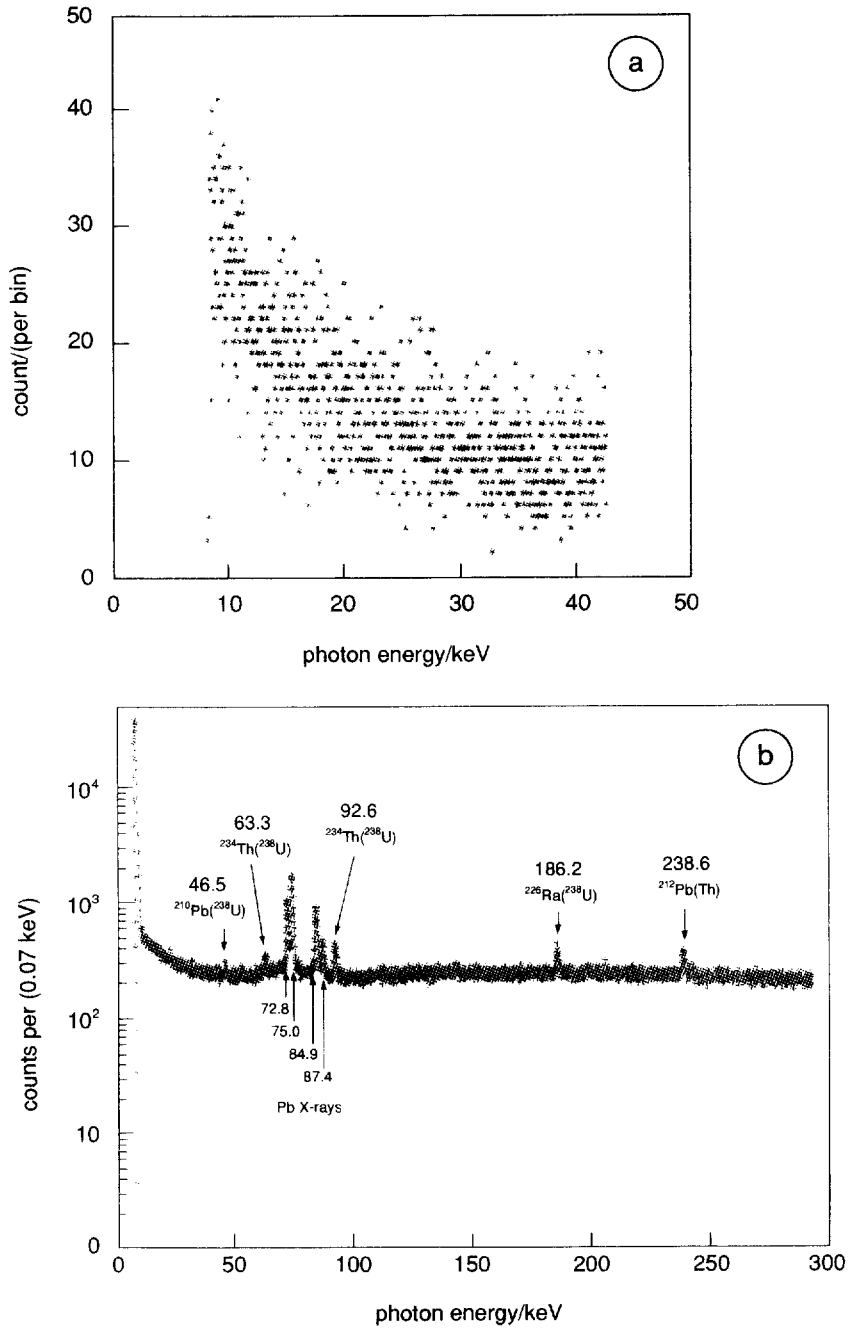 50
a
40
30
20
10
0
count/(per bin)
0 10 20 30 40 50
photon energy/keV
b
10⁴
10³
10²
10
0
counts per (0.07 keV)
46.5
²¹⁰Pb(²³⁸U)
63.3
²³⁴Th(²³⁸U)
92.6
²³⁴Th(²³⁸U)
186.2
²²⁶Ra(²³⁸U)
238.6
²¹²Pb(Th)
72.8
75.0
84.9
87.4
Pb X-rays
0 50 100 150 200 250 300
photon energy/keV